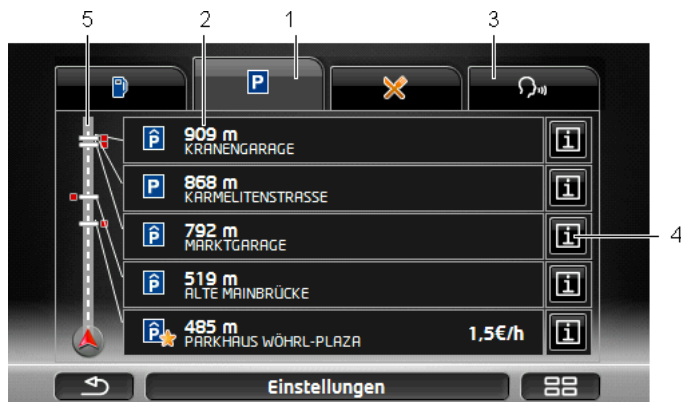 5 2 1 3
P
P 909 m
KRANENGARAGE i
P 868 m
KARMELITENSTRASSE i
P 792 m
MARKTGARAGE i 4
P 519 m
ALTE MAINBRÜCKE i
P 485 m 1,5€/h
PARKHAUS WÖHRL-PLAZA i
Einstellungen